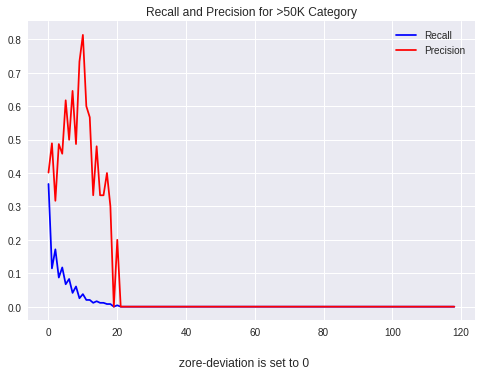 Recall and Precision for >50K Category
Recall
Precision
0.8
0.7
0.6
0.5
0.4
0.3
0.2
0.1
0.0
0 20 40 60 80 100 120
zore-deviation is set to 0